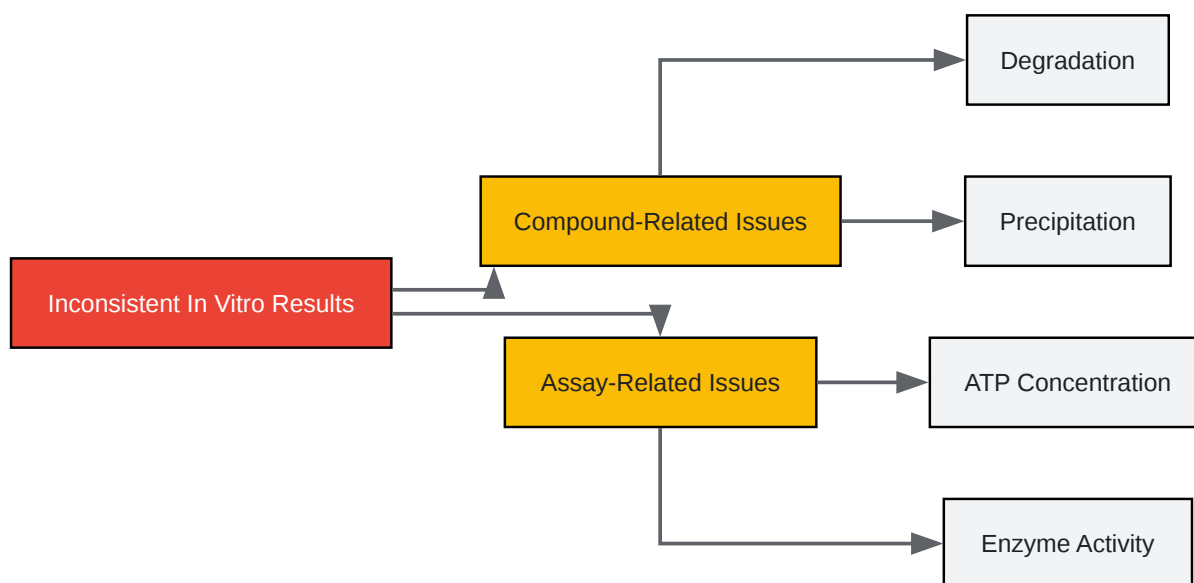 Degradation
Compound-Related Issues
Precipitation
Inconsistent In Vitro Results
Assay-Related Issues
ATP Concentration
Enzyme Activity